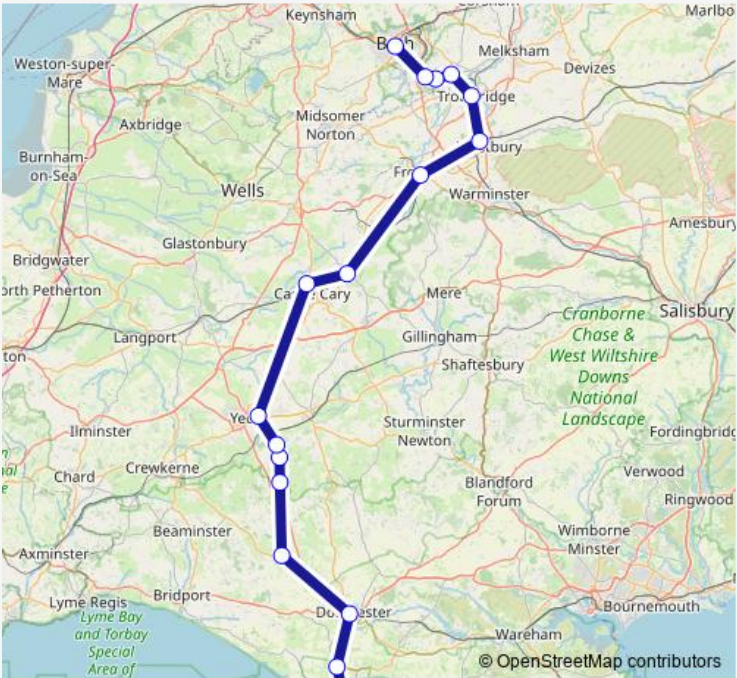 Keynsham
Marlbo
Melksham
Weston-super-
Mare
Devizes
Axbridge
Midsomer
Norton
Burnham-
on-Sea
Wells
Warminster
Amesbury
Glastonbury
Bridgwater
orth Petherton
Mere
Salisbury
Cranborne
Chase &
West Wiltshire
Downs
National
Landscape
Langport
Gillingham
ton
Shaftesbury
Ilminster
Sturminster
Newton
Fordingbridg
Chard
Crewkerne
Verwood
Blandford
Forum
Ringwood
Beaminster
Wimborne
Minster
Axminster
Lyme Regis
Bridport
Bournemouth
Lyme Bay
and Torbay
Special
Area of
Wareham
© OpenStreetMap contributors